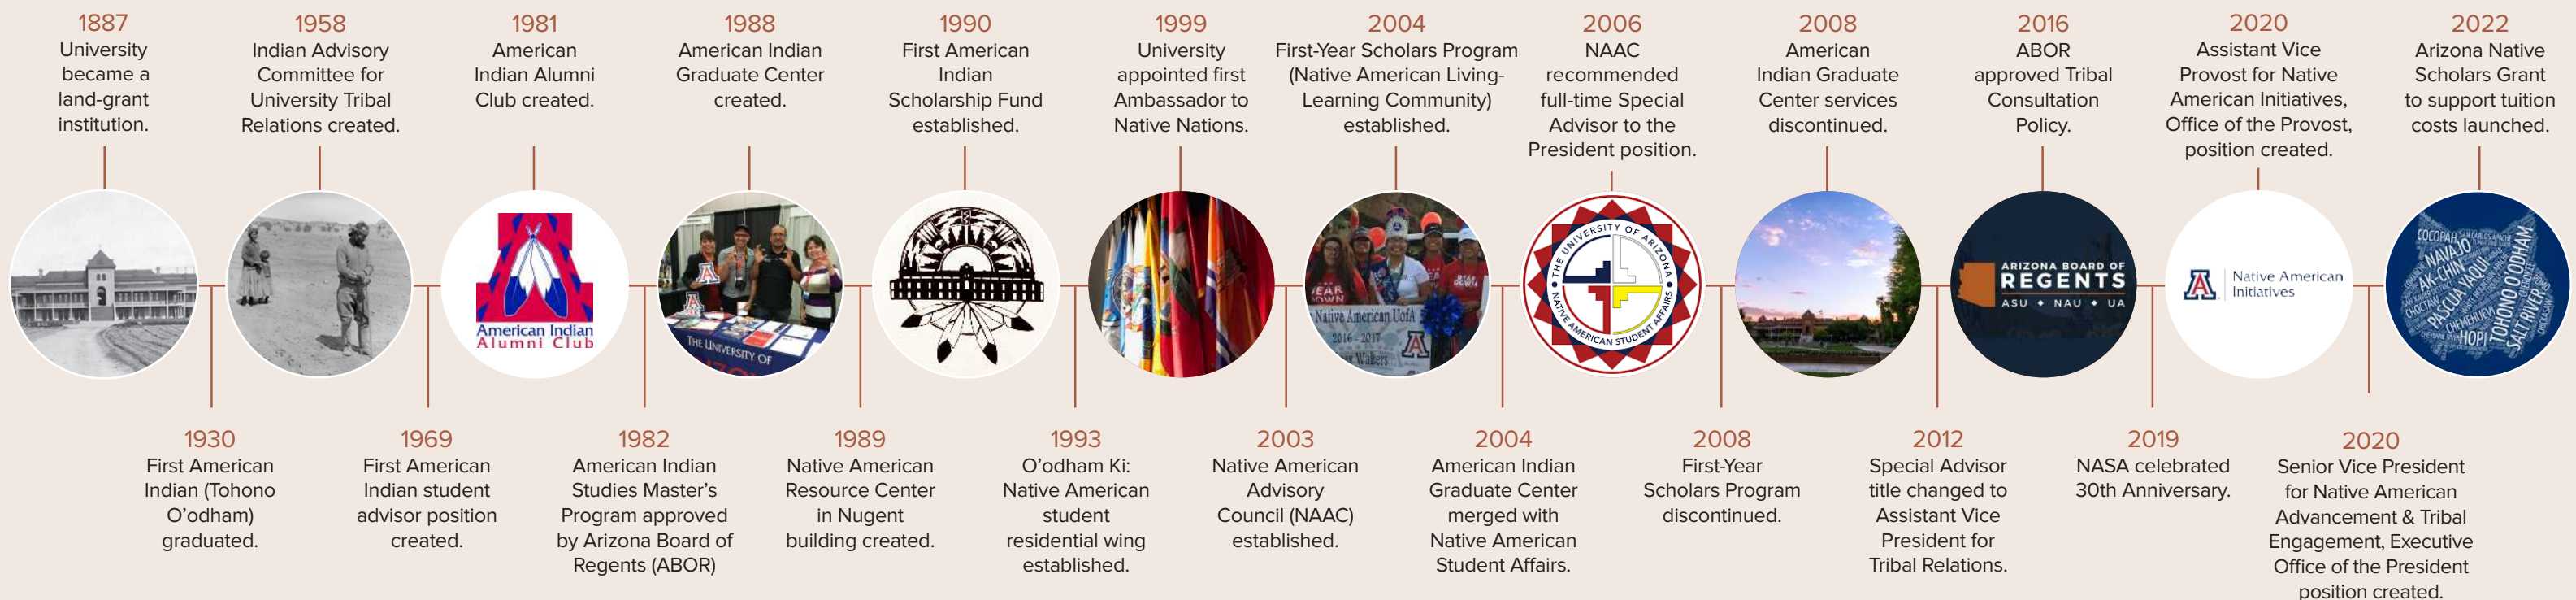 1887
University
became a
land-grant
institution.
1958
Indian Advisory
Committee for
University Tribal
Relations created.
1981
American
Indian Alumni
Club created.
1988
American Indian
Graduate Center
created.
1990
First American
Indian
Scholarship Fund
established.
1999
University
appointed first
Ambassador to
Native Nations.
2004
First-Year Scholars Program
(Native American Living-
Learning Community)
established.
2006
NAAC
recommended
full-time Special
Advisor to the
President position.
2008
American
Indian Graduate
Center services
discontinued.
2016
ABOR
approved Tribal
Consultation
Policy.
2020
Assistant Vice
Provost for Native
American Initiatives,
Office of the Provost,
position created.
2022
Arizona Native
Scholars Grant
to support tuition
costs launched.
American Indian
Alumni Club
A
A
THE UNIVERSITY OF
BEAR
DOWN
Native American UofA
2016 - 2017
A
Walters
THE UNIVERSITY OF ARIZONA
NATIVE AMERICAN STUDENT AFFAIRS
ARIZONA BOARD OF
REGENTS
ASU ♦ NAU ♦ UA
A
Native American
Initiatives
COCOPAH
SAN CARLOS APACHE
NAVAJO
AK-CHIN
PASCUA YAQUI
TOHONO O'ODHAM
CHOCTAW
CHEMEHUEVI
HOPI
SALT RIVER
1930
First American
Indian (Tohono
O'odham)
graduated.
1969
First American
Indian student
advisor position
created.
1982
American Indian
Studies Master's
Program approved
by Arizona Board of
Regents (ABOR)
1989
Native American
Resource Center
in Nugent
building created.
1993
O'odham Ki:
Native American
student
residential wing
established.
2003
Native American
Advisory
Council (NAAC)
established.
2004
American Indian
Graduate Center
merged with
Native American
Student Affairs.
2008
First-Year
Scholars Program
discontinued.
2012
Special Advisor
title changed to
Assistant Vice
President for
Tribal Relations.
2019
NASA celebrated
30th Anniversary.
2020
Senior Vice President
for Native American
Advancement & Tribal
Engagement, Executive
Office of the President
position created.